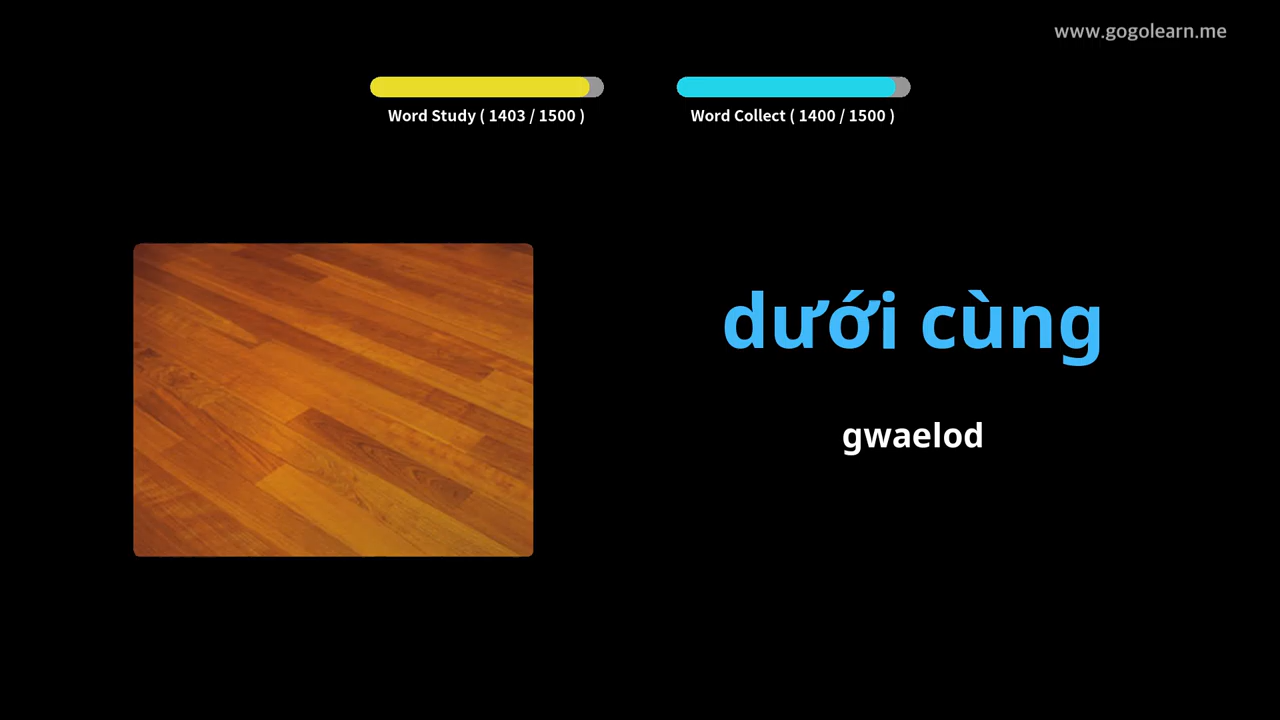 www.gogolearn.me
Word Study ( 1403 / 1500 )
Word Collect ( 1400 / 1500 )
dưới cùng
gwaelod